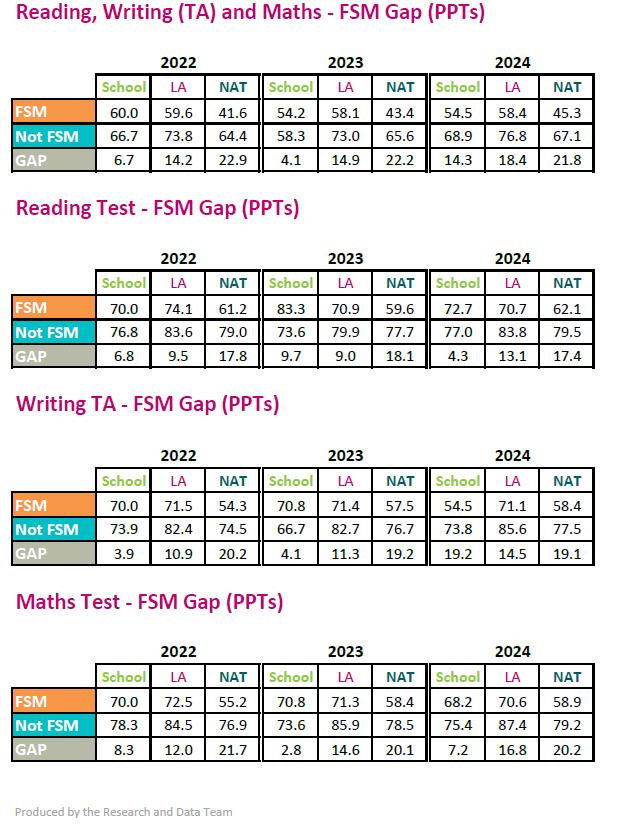 Reading, Writing (TA) and Maths - FSM Gap (PPTs)
2022 2023 2024
School LA NAT School LA NAT School LA NAT
FSM 60.0 59.6 41.6 54.2 58.1 43.4 54.5 58.4 45.3
Not FSM 66.7 73.8 64.4 58.3 73.0 65.6 68.9 76.8 67.1
GAP 6.7 14.2 22.9 4.1 14.9 22.2 14.3 18.4 21.8
Reading Test - FSM Gap (PPTs)
2022 2023 2024
School LA NAT School LA NAT School LA NAT
FSM 70.0 74.1 61.2 83.3 70.9 59.6 72.7 70.7 62.1
Not FSM 76.8 83.6 79.0 73.6 79.9 77.7 77.0 83.8 79.5
GAP 6.8 9.5 17.8 9.7 9.0 18.1 4.3 13.1 17.4
Writing TA - FSM Gap (PPTs)
2022 2023 2024
School LA NAT School LA NAT School LA NAT
FSM 70.0 71.5 54.3 70.8 71.4 57.5 54.5 71.1 58.4
Not FSM 73.9 82.4 74.5 66.7 82.7 76.7 73.8 85.6 77.5
GAP 3.9 10.9 20.2 4.1 11.3 19.2 19.2 14.5 19.1
Maths Test - FSM Gap (PPTs)
2022 2023 2024
School LA NAT School LA NAT School LA NAT
FSM 70.0 72.5 55.2 70.8 71.3 58.4 68.2 70.6 58.9
Not FSM 78.3 84.5 76.9 73.6 85.9 78.5 75.4 87.4 79.2
GAP 8.3 12.0 21.7 2.8 14.6 20.1 7.2 16.8 20.2
Produced by the Research and Data Team